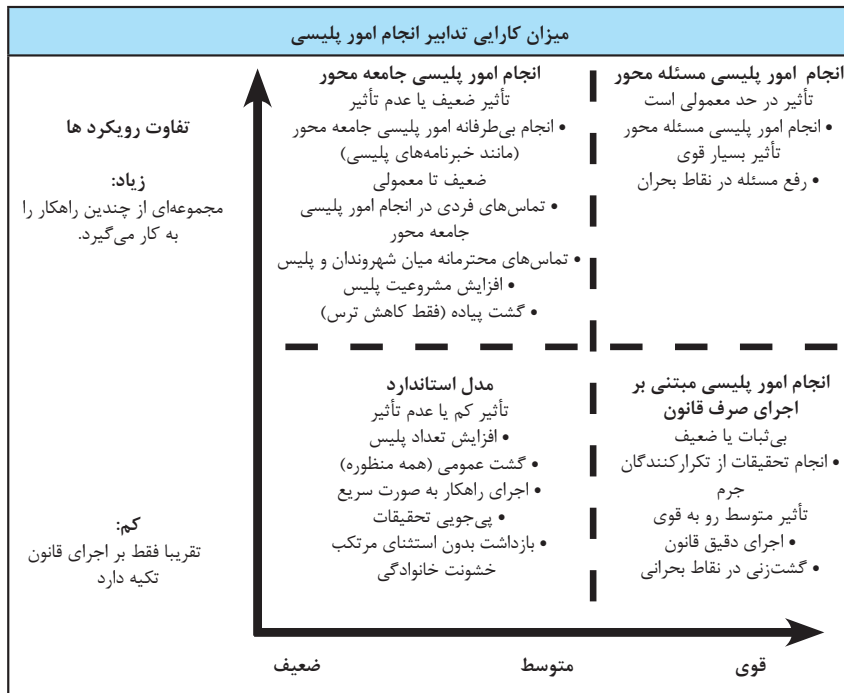 میزان کارایی تدابیر انجام امور پلیسی
انجام امور پلیسی مسئله محور
تأثیر در حد معمولی است
• انجام امور پلیسی مسئله محور
تأثیر بسیار قوی
• رفع مسئله در نقاط بحران
انجام امور پلیسی جامعه محور
تأثیر ضعیف یا عدم تأثیر
• انجام بی‌طرفانه امور پلیسی جامعه محور
(مانند خبرنامه‌های پلیسی)
ضعیف تا معمولی
• تماس‌های فردی در انجام امور پلیسی
جامعه محور
• تماس‌های محترمانه میان شهروندان و پلیس
• افزایش مشروعیت پلیس
• گشت پیاده (فقط کاهش ترس)
تفاوت رویکرد ها
زیاد:
مجموعه‌ای از چندین راهکار را
به کار می‌گیرد.
انجام امور پلیسی مبتنی بر
اجرای صرف قانون
بی‌ثبات یا ضعیف
• انجام تحقیقات از تکرارکنندگان
جرم
تأثیر متوسط رو به قوی
• اجرای دقیق قانون
• گشت‌زنی در نقاط بحرانی
مدل استاندارد
تأثیر کم یا عدم تأثیر
• افزایش تعداد پلیس
• گشت عمومی (همه منظوره)
• اجرای راهکار به صورت سریع
• پی‌جویی تحقیقات
• بازداشت بدون استثنای مرتکب
خشونت خانوادگی
کم:
تقریبا فقط بر اجرای قانون
تکیه دارد
قوی
متوسط
ضعیف